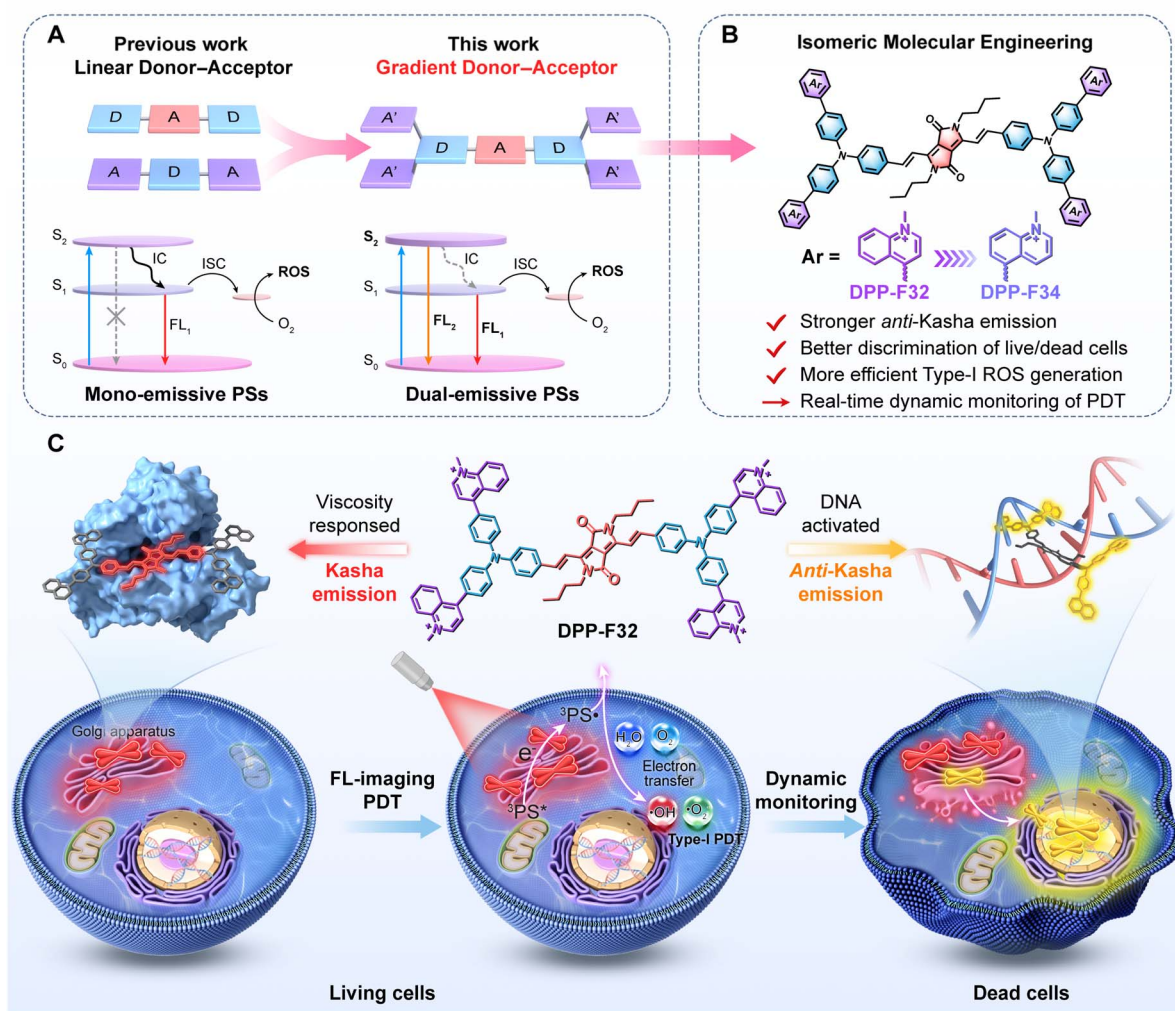 A
Previous work
Linear Donor–Acceptor
This work
Gradient Donor–Acceptor
D A D
A D A
A' A'
D A D
A' A'
S2
S1
S0
IC
ISC
ROS
O2
FL1
Mono-emissive PSs
S2
S1
S0
IC
ISC
ROS
O2
FL2
FL1
Dual-emissive PSs
B
Isomeric Molecular Engineering
Ar
Ar
N
N
O
N
N
O
Ar
Ar
Ar =
N+
N+
DPP-F32
DPP-F34
Stronger anti-Kasha emission
Better discrimination of live/dead cells
More efficient Type-I ROS generation
Real-time dynamic monitoring of PDT
C
Viscosity
responsed
Kasha
emission
N+
N+
N
O
N
N
O
N
N+
N+
DPP-F32
DNA
activated
Anti-Kasha
emission
Golgi apparatus
FL-imaging
PDT
3PS•
e-
3PS*
H2O
O2
Electron
transfer
•OH
•O2-
Type-I PDT
Dynamic
monitoring
Living cells
Dead cells